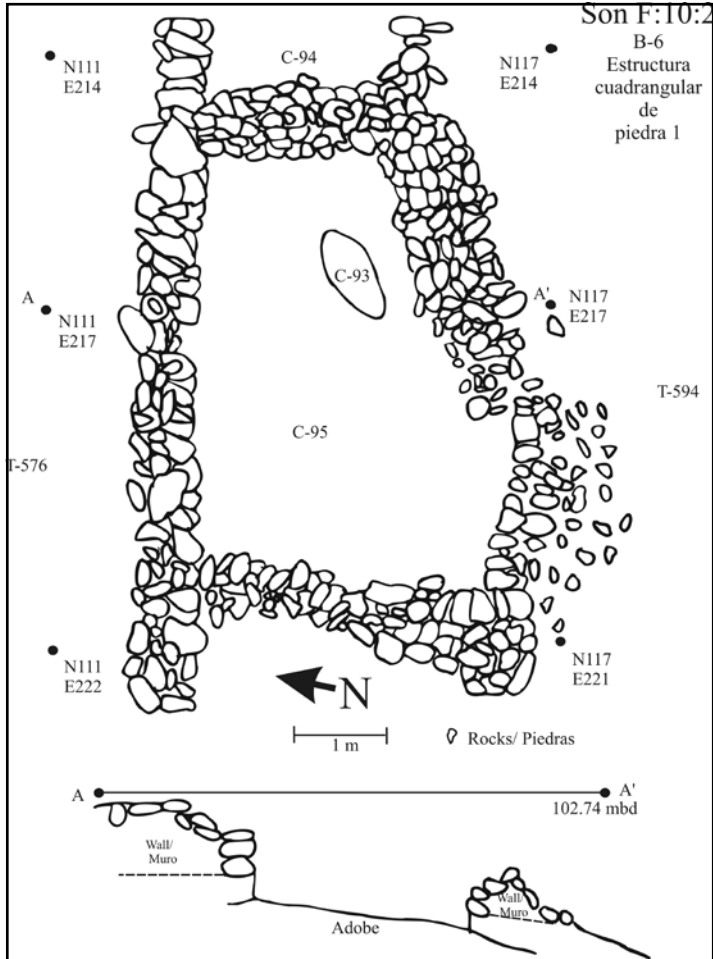 Son F:10:2
B-6
Estructura
cuadrangular
de
piedra 1
N111
E214
C-94
N117
E214
C-93
A
N111
E217
A'
N117
E217
T-594
C-95
T-576
N111
E222
N117
E221
N
1 m
Rocks/ Piedras
A
A'
102.74 mbd
Wall/
Muro
Wall/
Muro
Adobe